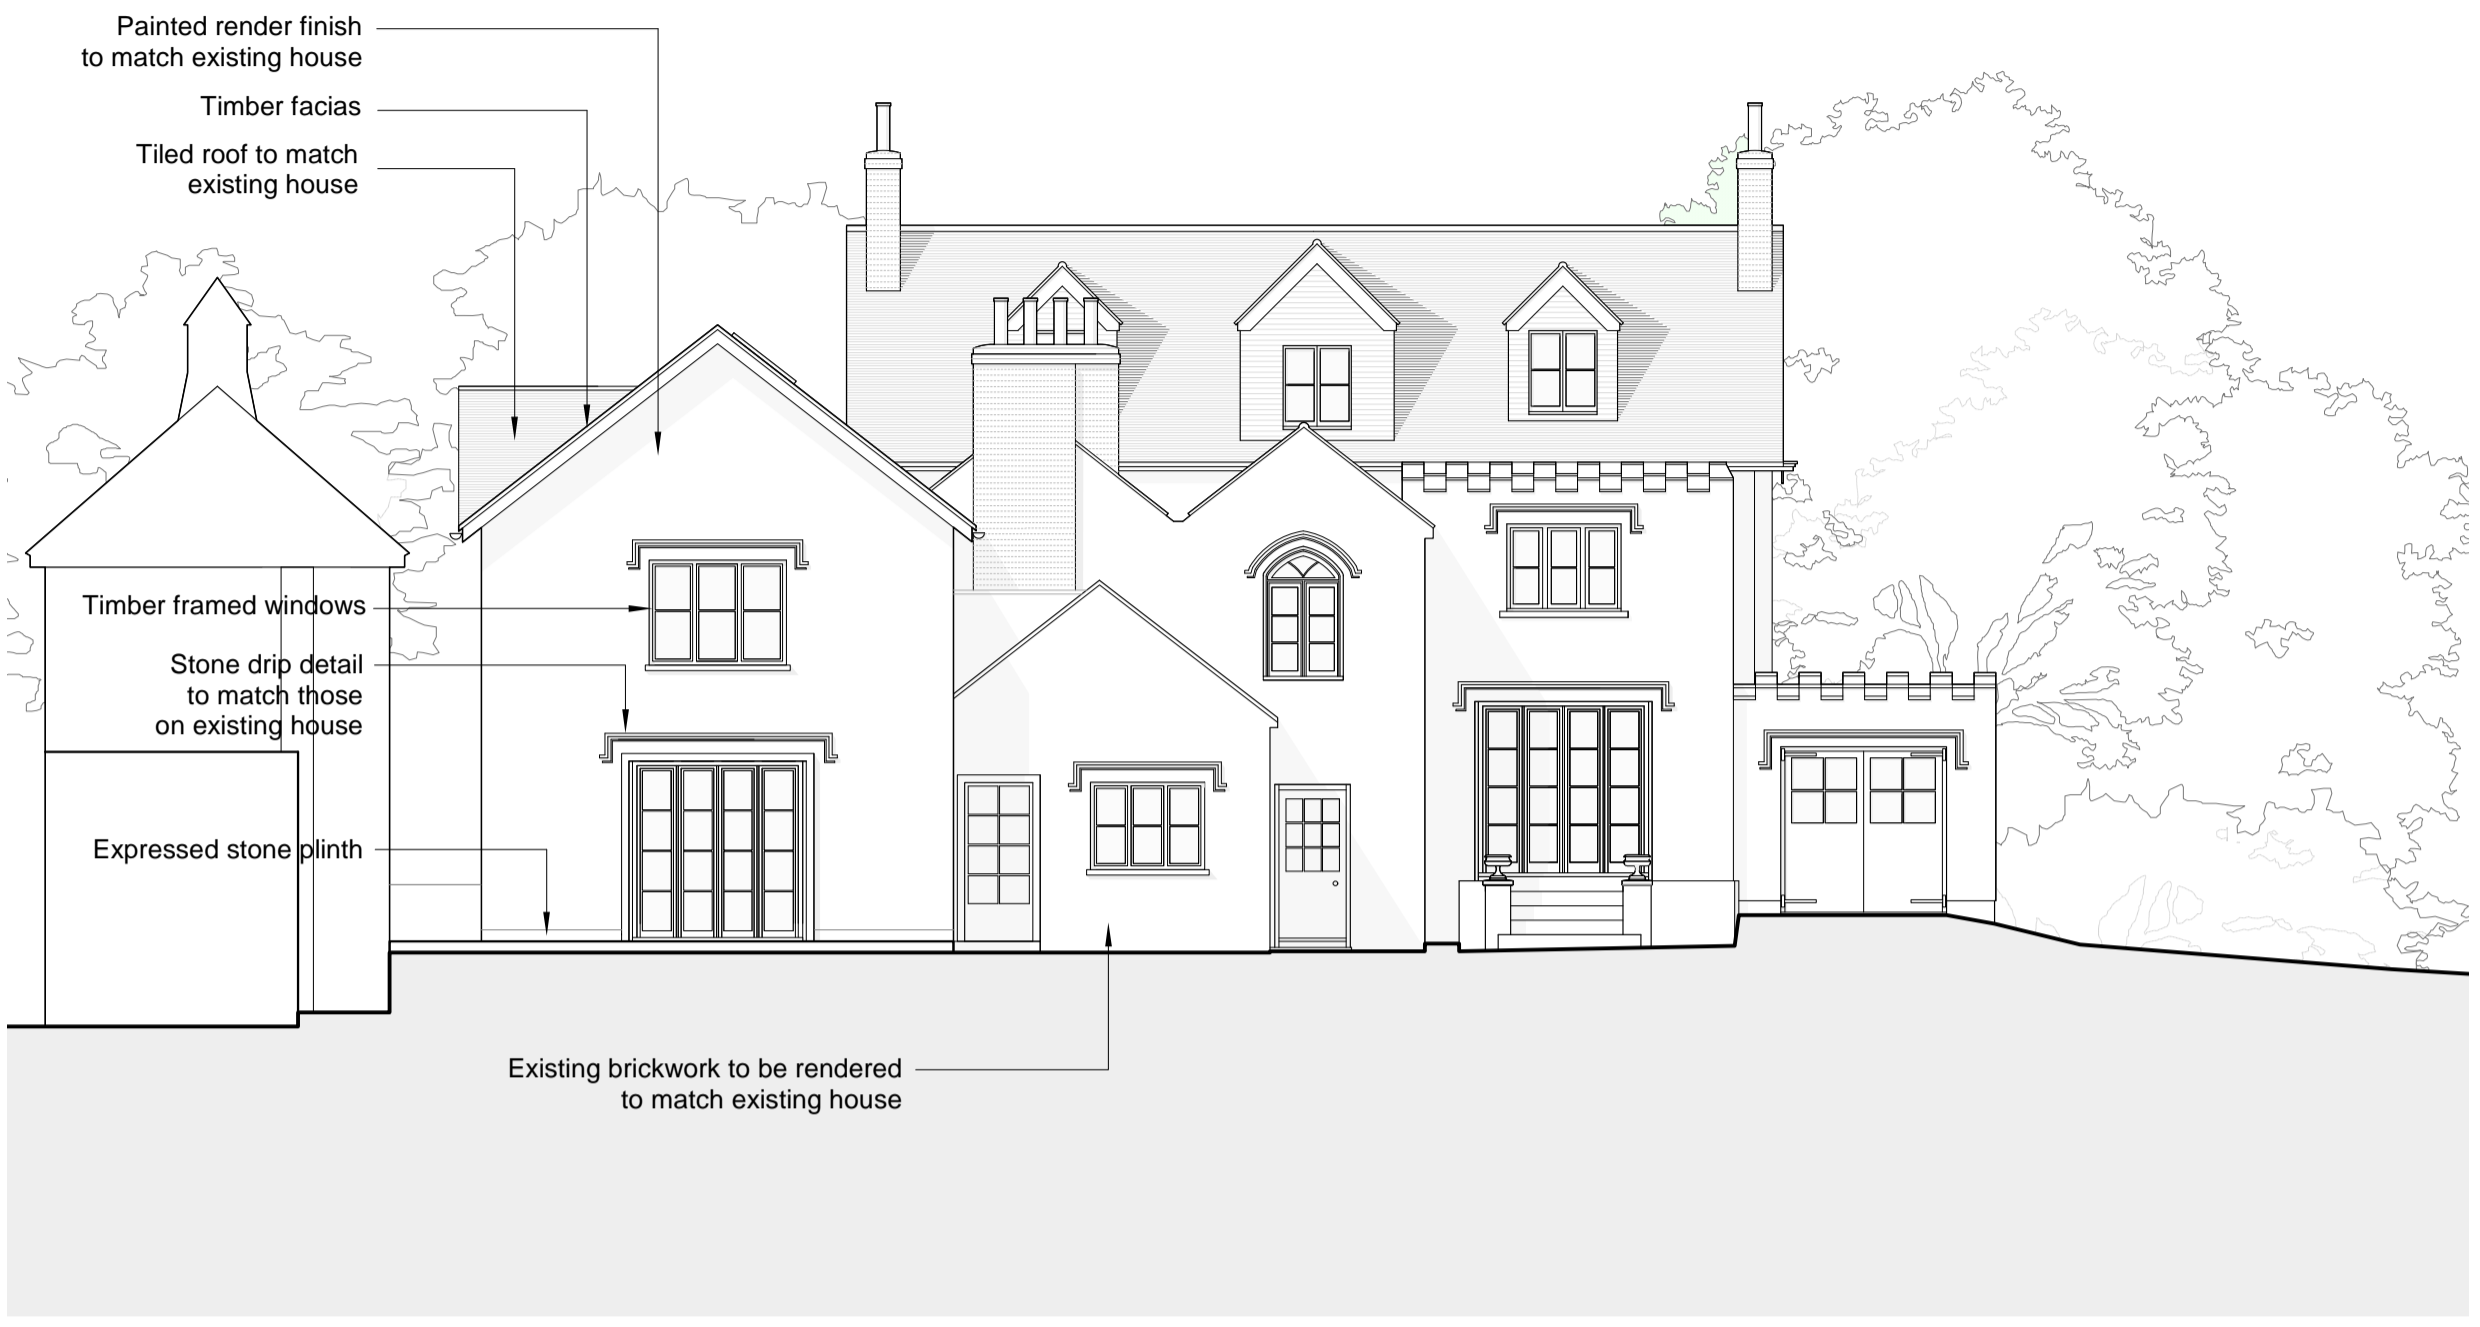 Painted render finish
to match existing house
Timber facias
Tiled roof to match
existing house
Timber framed windows
Stone drip detail
to match those
on existing house
Expressed stone plinth
Existing brickwork to be rendered
to match existing house